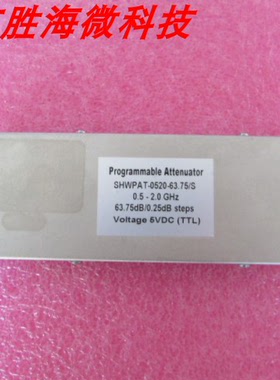 胜海微科技
Programmable Attenuator
SHWPAT-0520-63.75/S
0.5 - 2.0 GHz
63.75dB/0.25dB steps
Voltage 5VDC (TTL)